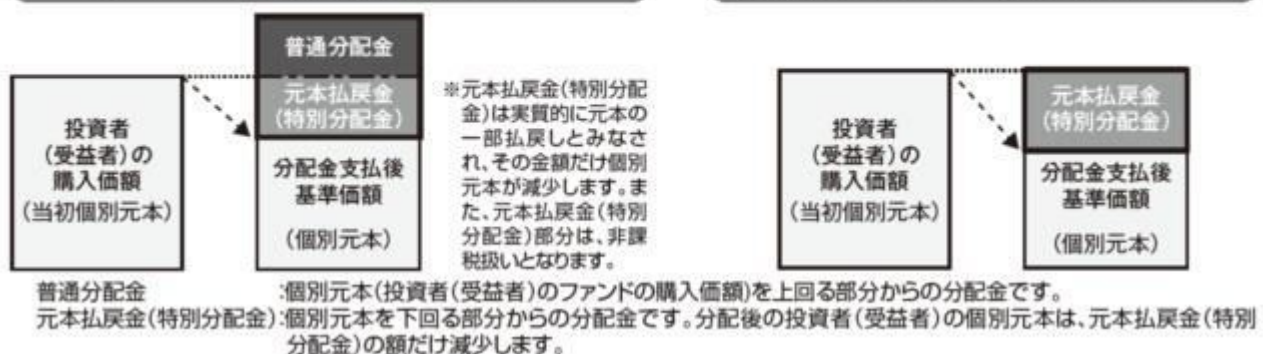 普通分配金
元本払戻金
(特別分配金)
投資者
(受益者)の
購入価額
(当初個別元本)
分配金支払後
基準価額
(個別元本)
※元本払戻金(特別分配
金)は実質的に元本の
一部払戻しとみなさ
れ、その金額だけ個別
元本が減少します。ま
た、元本払戻金(特別
分配金)部分は、非課
税扱いとなります。
投資者
(受益者)の
購入価額
(当初個別元本)
元本払戻金
(特別分配金)
分配金支払後
基準価額
(個別元本)
普通分配金 :個別元本(投資者(受益者)のファンドの購入価額)を上回る部分からの分配金です。
元本払戻金(特別分配金):個別元本を下回る部分からの分配金です。分配後の投資者(受益者)の個別元本は、元本払戻金(特別
分配金)の額だけ減少します。